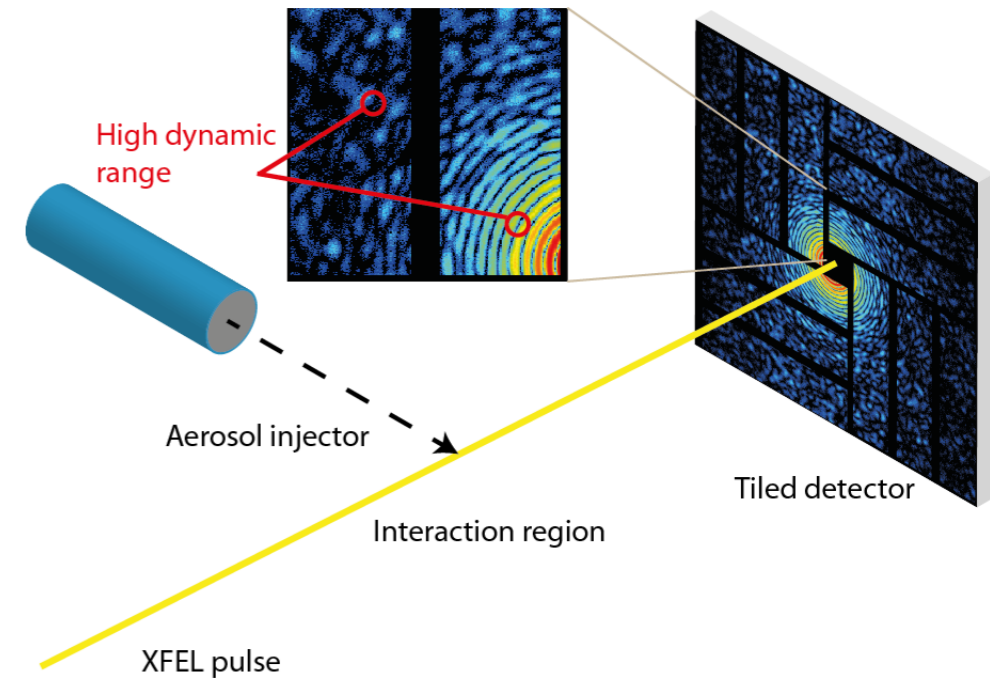 High dynamic
range
Aerosol injector
Tiled detector
Interaction region
XFEL pulse